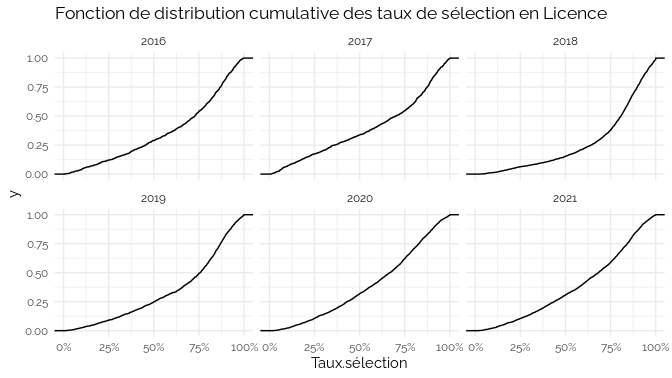 Fonction de distribution cumulative des taux de sélection en Licence
2016 2017 2018
1.00
0.75
0.50
0.25
0.00
y
2019 2020 2021
1.00
0.75
0.50
0.25
0.00
0% 25% 50% 75% 100% 0% 25% 50% 75% 100% 0% 25% 50% 75% 100%
Taux.sélection